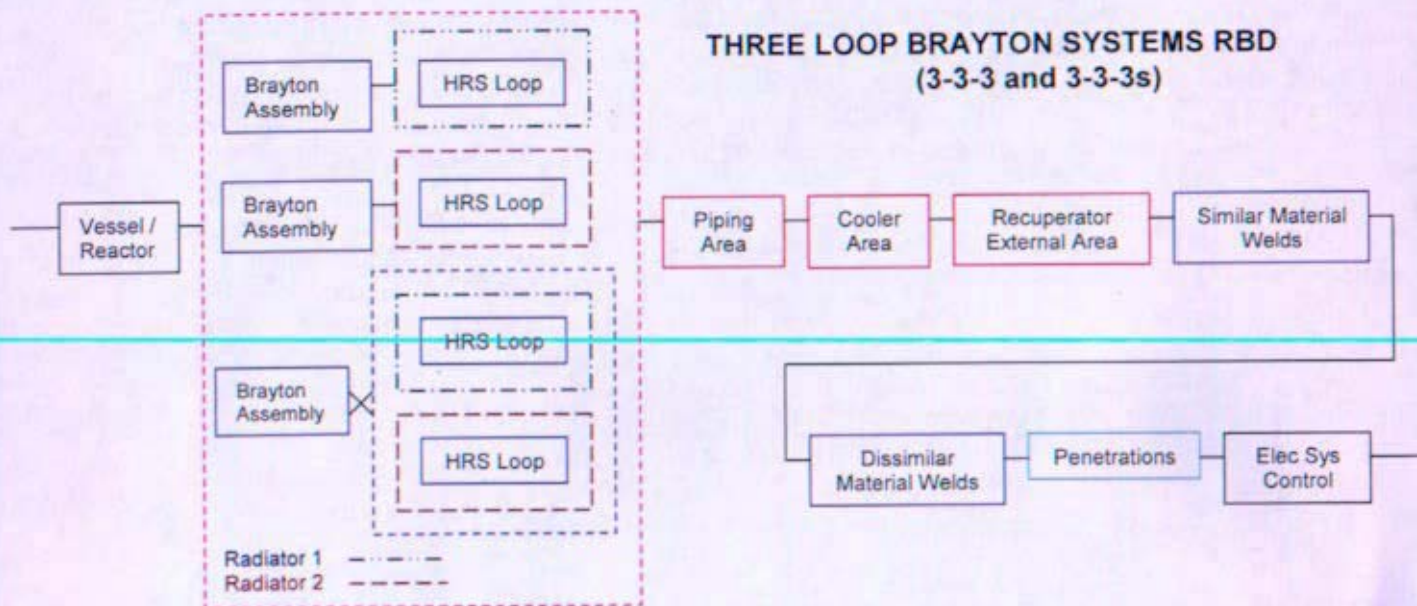 THREE LOOP BRAYTON SYSTEMS RBD
(3-3-3 and 3-3-3s)
Vessel /
Reactor
Brayton
Assembly
HRS Loop
Brayton
Assembly
HRS Loop
Brayton
Assembly
HRS Loop
HRS Loop
Radiator 1
Radiator 2
Piping
Area
Cooler
Area
Recuperator
External Area
Similar Material
Welds
Dissimilar
Material Welds
Penetrations
Elec Sys
Control